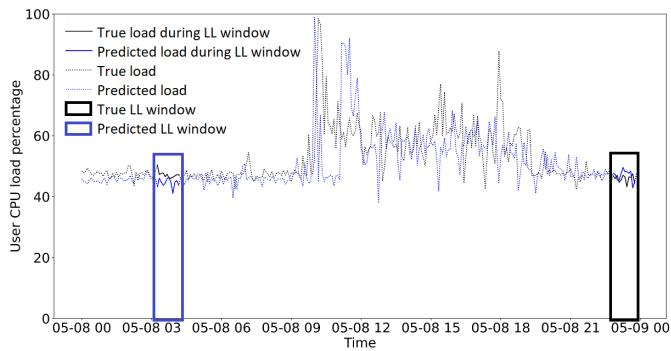 100
80
60
40
20
0
User CPU load percentage
True load during LL window
Predicted load during LL window
True load
Predicted load
True LL window
Predicted LL window
05-08 00 05-08 03 05-08 06 05-08 09 05-08 12 05-08 15 05-08 18 05-08 21 05-09 00
Time